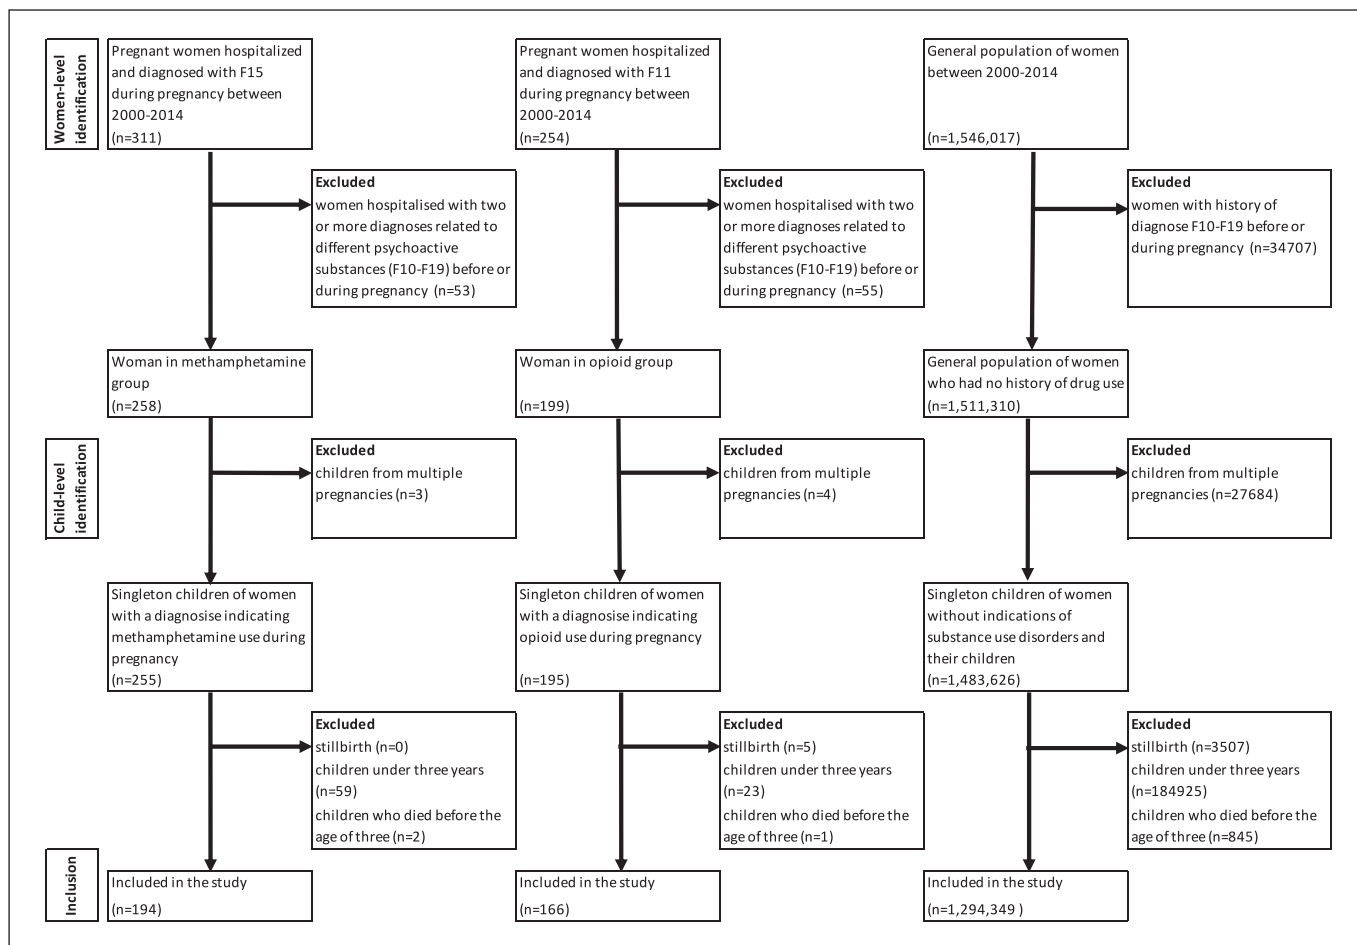 Women-level
identification
Pregnant women hospitalized
and diagnosed with F15
during pregnancy between
2000-2014
(n=311)
Pregnant women hospitalized
and diagnosed with F11
during pregnancy between
2000-2014
(n=254)
General population of women
between 2000-2014
(n=1,546,017)
Excluded
women hospitalised with two
or more diagnoses related to
different psychoactive
substances (F10-F19) before or
during pregnancy (n=53)
Excluded
women hospitalised with two
or more diagnoses related to
different psychoactive
substances (F10-F19) before or
during pregnancy (n=55)
Excluded
women with history of
diagnose F10-F19 before or
during pregnancy (n=34707)
Woman in methamphetamine
group
(n=258)
Woman in opioid group
(n=199)
General population of women
who had no history of drug use
(n=1,511,310)
Child-level
identification
Excluded
children from multiple
pregnancies (n=3)
Excluded
children from multiple
pregnancies (n=4)
Excluded
children from multiple
pregnancies (n=27684)
Singleton children of women
with a diagnosise indicating
methamphetamine use during
pregnancy
(n=255)
Singleton children of women
with a diagnosise indicating
opioid use during pregnancy
(n=195)
Singleton children of women
without indications of
substance use disorders and
their children
(n=1,483,626)
Excluded
stillbirth (n=0)
children under three years
(n=59)
children who died before the
age of three (n=2)
Excluded
stillbirth (n=5)
children under three years
(n=23)
children who died before the
age of three (n=1)
Excluded
stillbirth (n=3507)
children under three years
(n=184925)
children who died before the
age of three (n=845)
Inclusion
Included in the study
(n=194)
Included in the study
(n=166)
Included in the study
(n=1,294,349 )